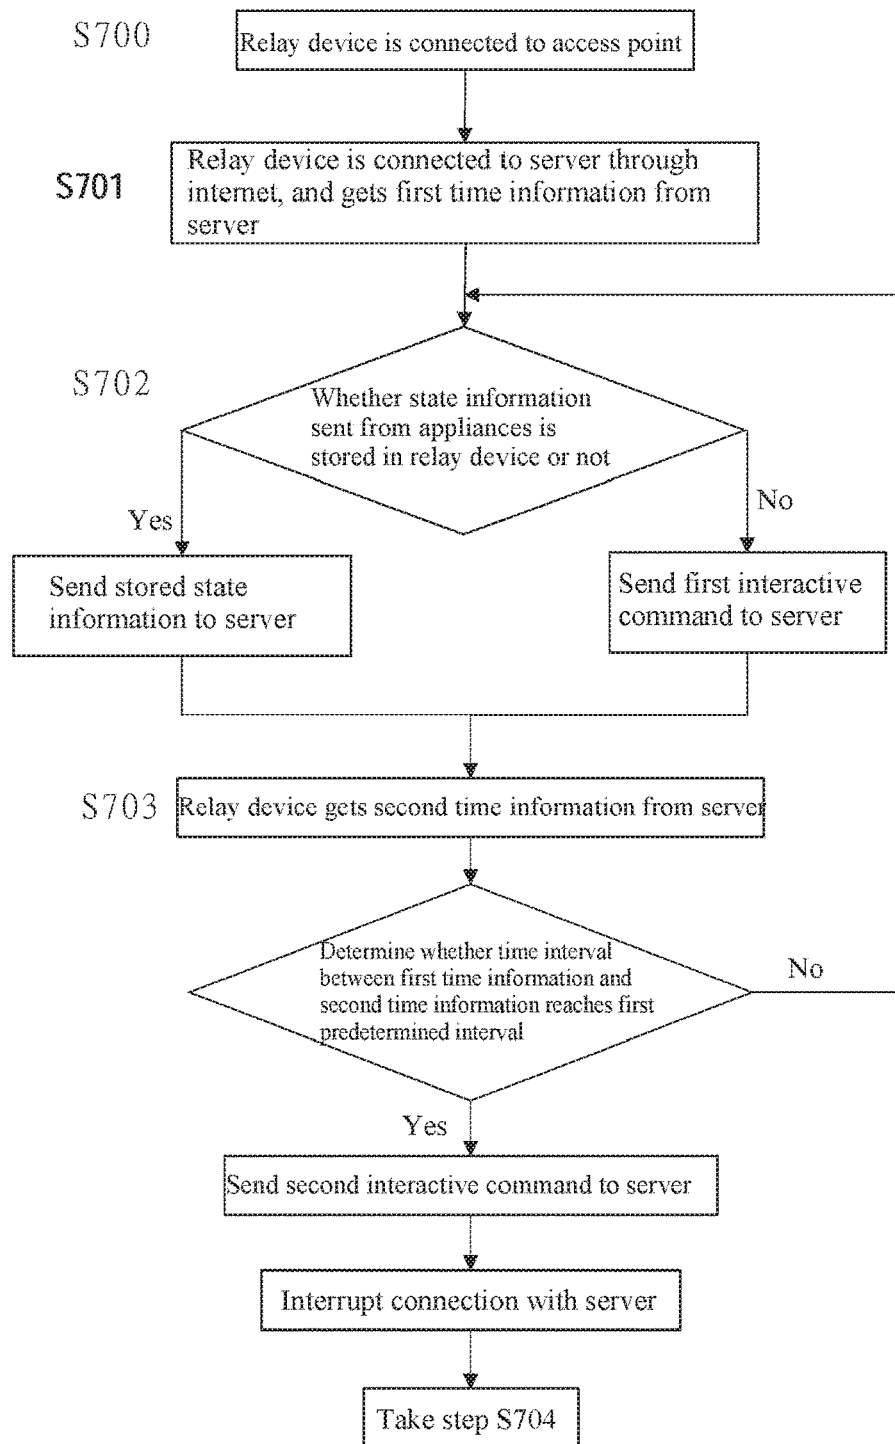 S700
Relay device is connected to access point
S701
Relay device is connected to server through
internet, and gets first time information from
server
S702
Whether state information
sent from appliances is
stored in relay device or not
Yes
No
Send stored state
information to server
Send first interactive
command to server
S703
Relay device gets second time information from server
Determine whether time interval
between first time information and
second time information reaches first
predetermined interval
No
Yes
Send second interactive command to server
Interrupt connection with server
Take step S704